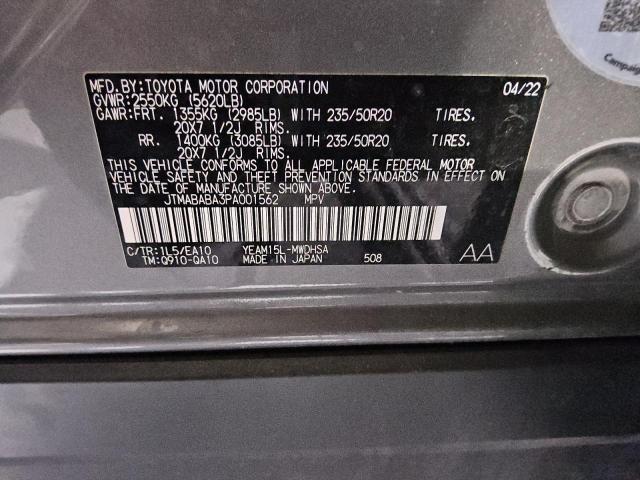 MFD.BY:TOYOTA MOTOR CORPORATION 04/22
GVWR:2550KG (5620LB)
GAWR:FRT. 1355KG (2985LB) WITH 235/50R20 TIRES.
20X7 1/2J RIMS.
RR. 1400KG (3085LB) WITH 235/50R20 TIRES.
20X7 1/2J RIMS.
THIS VEHICLE CONFORMS TO ALL APPLICABLE FEDERAL MOTOR
VEHICLE SAFETY AND THEFT PREVENTION STANDARDS IN EFFECT ON
THE DATE OF MANUFACTURE SHOWN ABOVE.
JTMABABA3PA001562 MPV
C/TR:1L5/EA10 YEAM15L-MWDHSA
TM:Q910-QA10 MADE IN JAPAN 508 AA